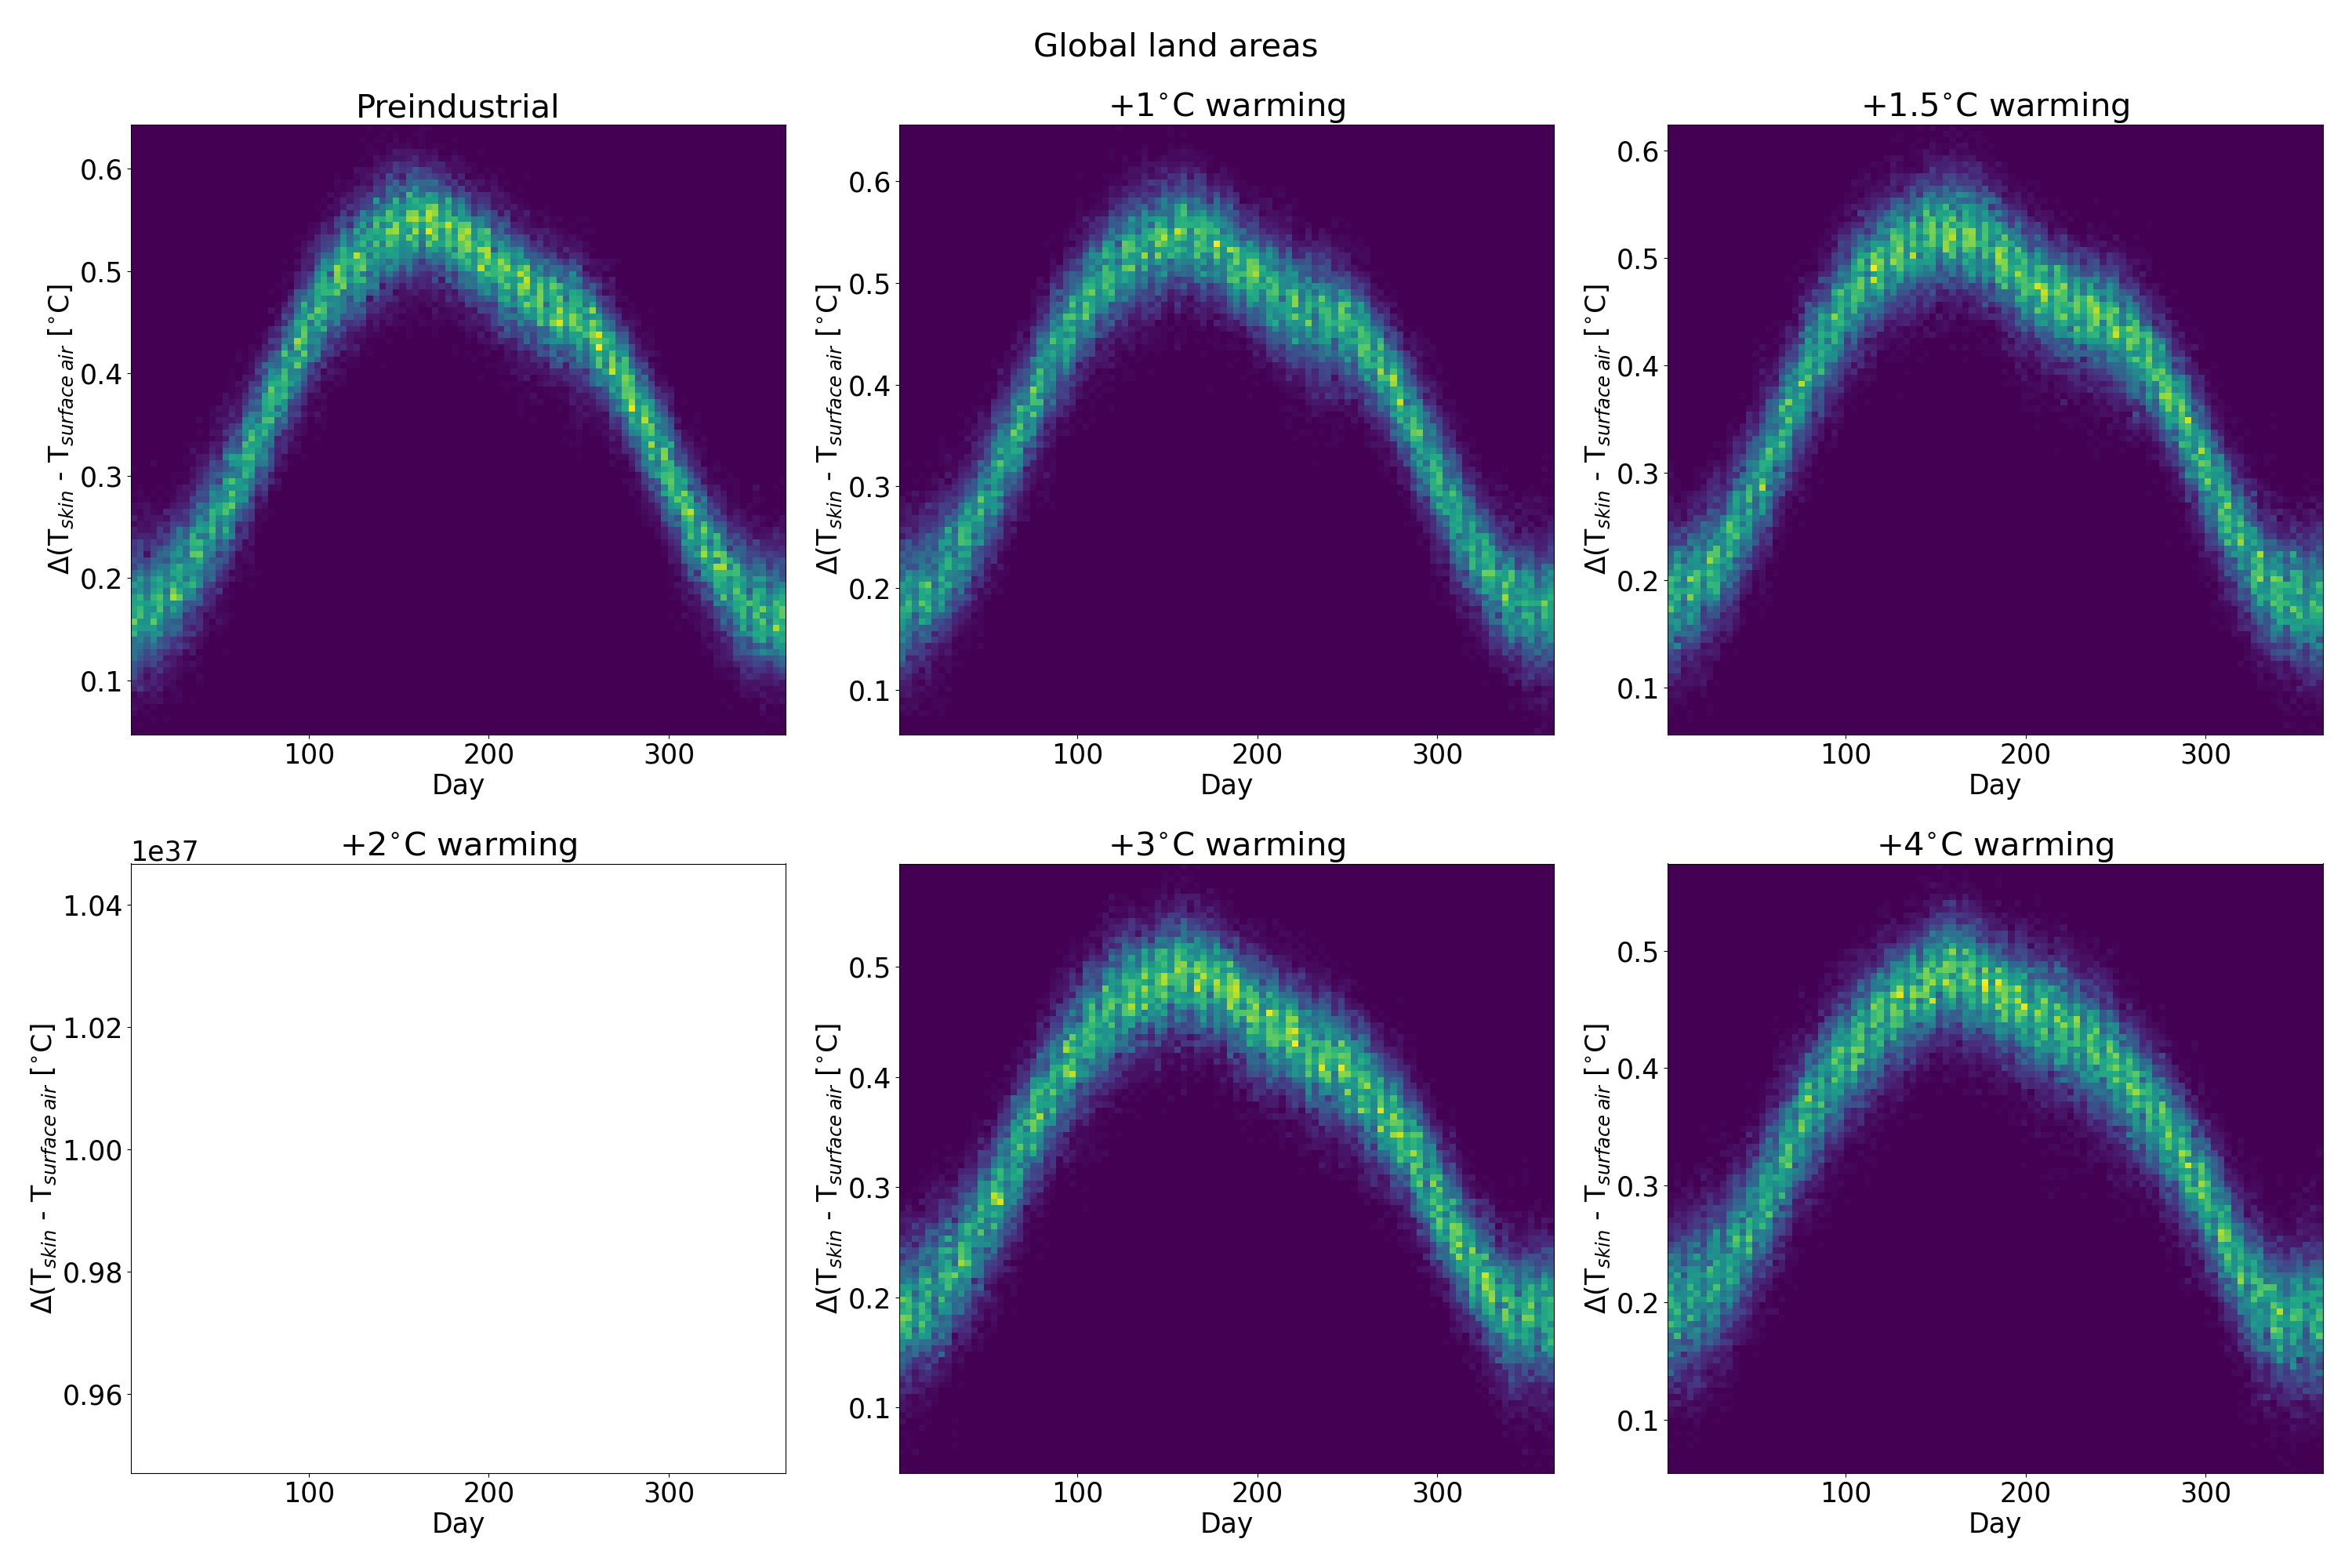 Global land areas
Preindustrial
+1°C warming
+1.5°C warming
Δ(T_skin - T_surface air [°C]
0.6
0.5
0.4
0.3
0.2
0.1
100 200 300
Day
Δ(T_skin - T_surface air [°C]
0.6
0.5
0.4
0.3
0.2
0.1
100 200 300
Day
Δ(T_skin - T_surface air [°C]
0.6
0.5
0.4
0.3
0.2
0.1
100 200 300
Day
+2°C warming
1e37
Δ(T_skin - T_surface air [°C]
1.04
1.02
1.00
0.98
0.96
100 200 300
Day
+3°C warming
Δ(T_skin - T_surface air [°C]
0.5
0.4
0.3
0.2
0.1
100 200 300
Day
+4°C warming
Δ(T_skin - T_surface air [°C]
0.5
0.4
0.3
0.2
0.1
100 200 300
Day